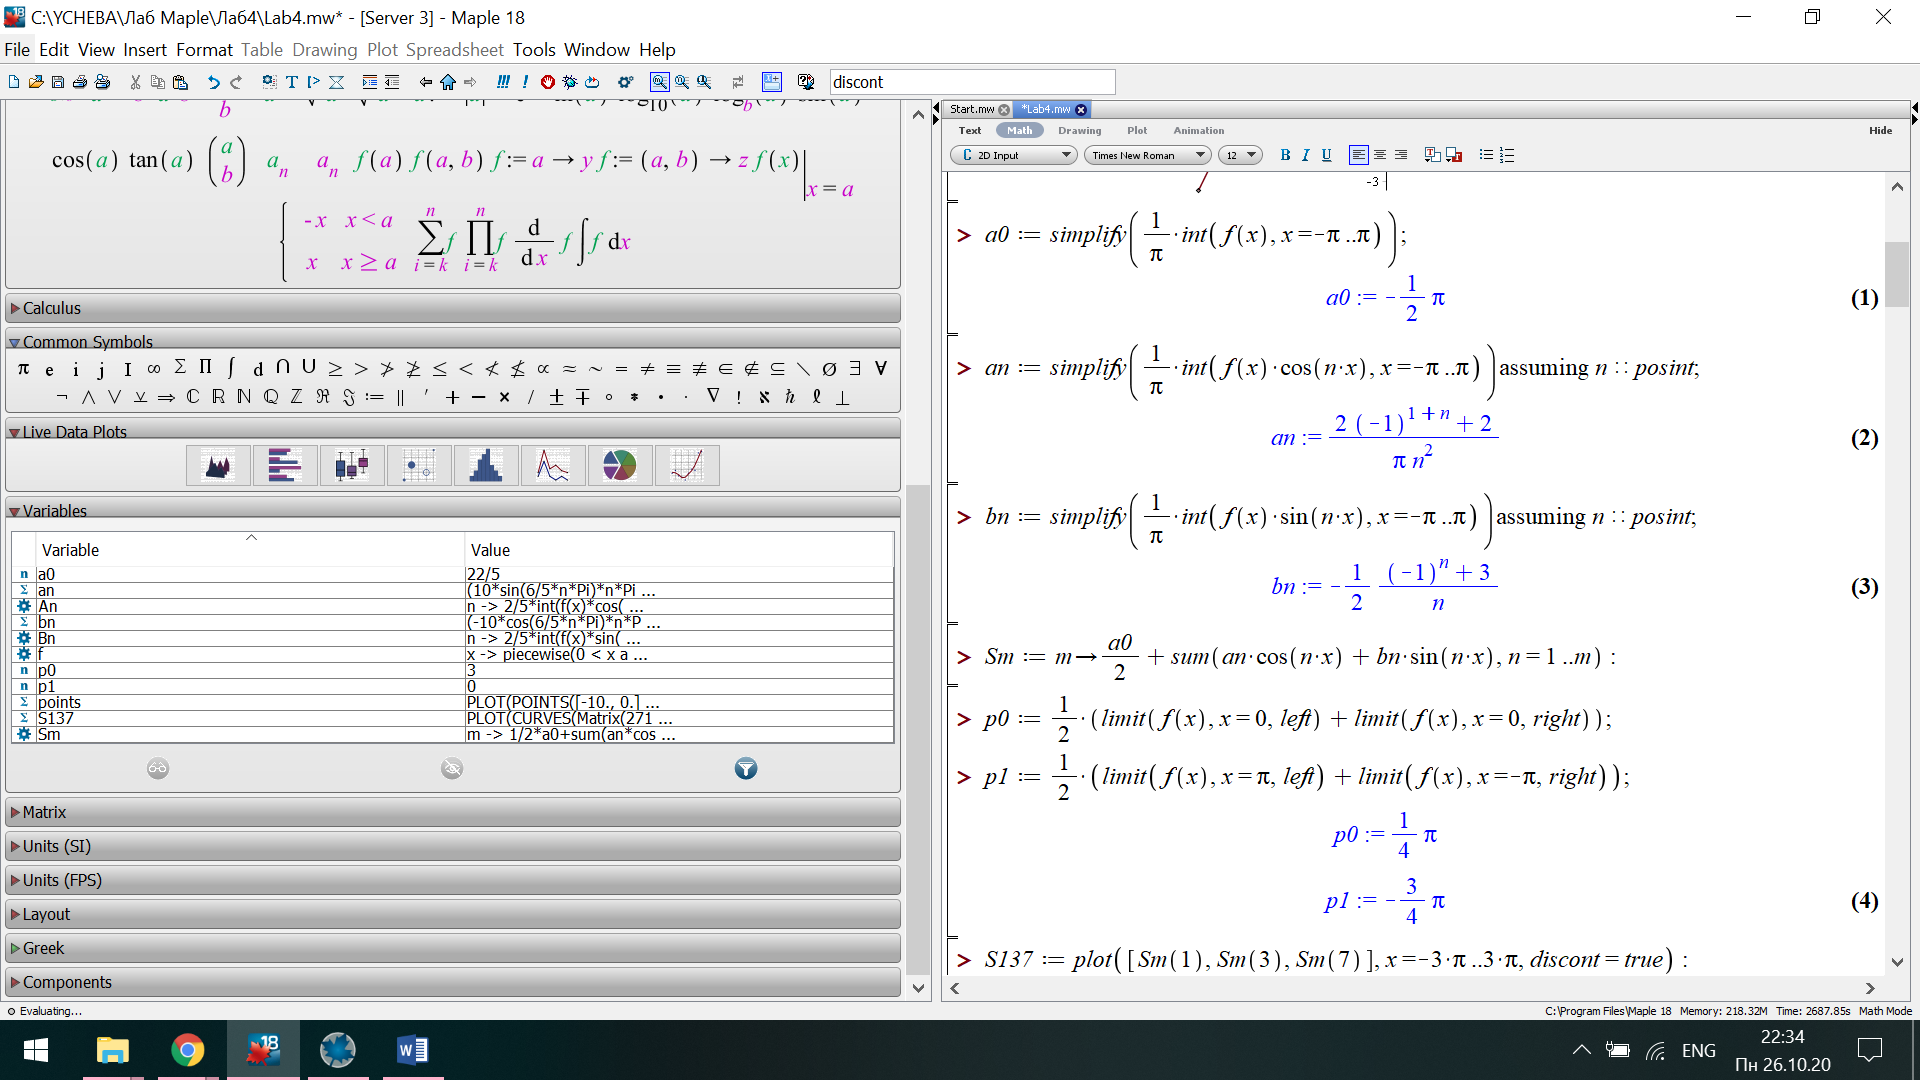 C:\YCHEBA\Лаб Maple\Лаб4\Lab4.mw* - [Server 3] - Maple 18
File Edit View Insert Format Table Drawing Plot Spreadsheet Tools Window Help
discont
b
cos(a) tan(a) (a b) a_n a_n f(a) f(a, b) f := a → y f := (a, b) → z f(x)|x = a
{ -x x < a
x x ≥ a
n ∑ i = k f n ∏ i = k f d/dx f ∫f dx
Calculus
Common Symbols
π e i j I ∞ Σ Π ∫ d ∩ ∪ ≥ > ≯ ≱ ≤ < ≮ ≰ ∝ ≈ ~ = ≠ ≡ ≢ ∈ ∉ ⊆ \ Ø ∃ ∀
¬ ∧ ∨ ⊻ ⇒ ℂ ℝ ℕ ℚ ℤ ℜ ℑ := ∥ ′ + − × / ± ∓ ∘ * • · ∇ ! ℵ ℏ ℓ ⊥
Live Data Plots
Variables
Variable Value
n a0 22/5
Σ an (10*sin(6/5*n*Pi)*n*Pi ...
An n -> 2/5*int(f(x)*cos( ...
Σ bn (-10*cos(6/5*n*Pi)*n*P ...
Bn n -> 2/5*int(f(x)*sin( ...
f x -> piecewise(0 < x a ...
n p0 3
n p1 0
Σ points PLOT(POINTS([-10., 0.] ...
Σ S137 PLOT(CURVES(Matrix(271 ...
Sm m -> 1/2*a0+sum(an*cos ...
Matrix
Units (SI)
Units (FPS)
Layout
Greek
Components
Evaluating...
Start.mw *Lab4.mw
Text Math Drawing Plot Animation Hide
C 2D Input Times New Roman 12 B I U
-3
> a0 := simplify(1/π·int(f(x), x=-π..π));
a0 := -1/2 π (1)
> an := simplify(1/π·int(f(x)·cos(n·x), x=-π..π)) assuming n :: posint;
an := (2 (-1)^(1 + n) + 2)/(π n^2) (2)
> bn := simplify(1/π·int(f(x)·sin(n·x), x=-π..π)) assuming n :: posint;
bn := -1/2 ((-1)^n + 3)/n (3)
> Sm := m→a0/2 + sum(an·cos(n·x) + bn·sin(n·x), n=1..m) :
> p0 := 1/2·(limit(f(x), x=0, left) + limit(f(x), x=0, right));
> p1 := 1/2·(limit(f(x), x=π, left) + limit(f(x), x=-π, right));
p0 := 1/4 π
p1 := -3/4 π (4)
> S137 := plot([Sm(1), Sm(3), Sm(7)], x=-3·π..3·π, discont=true) :
C:\Program Files\Maple 18 Memory: 218.32M Time: 2687.85s Math Mode
18
ENG
22:34
Пн 26.10.20